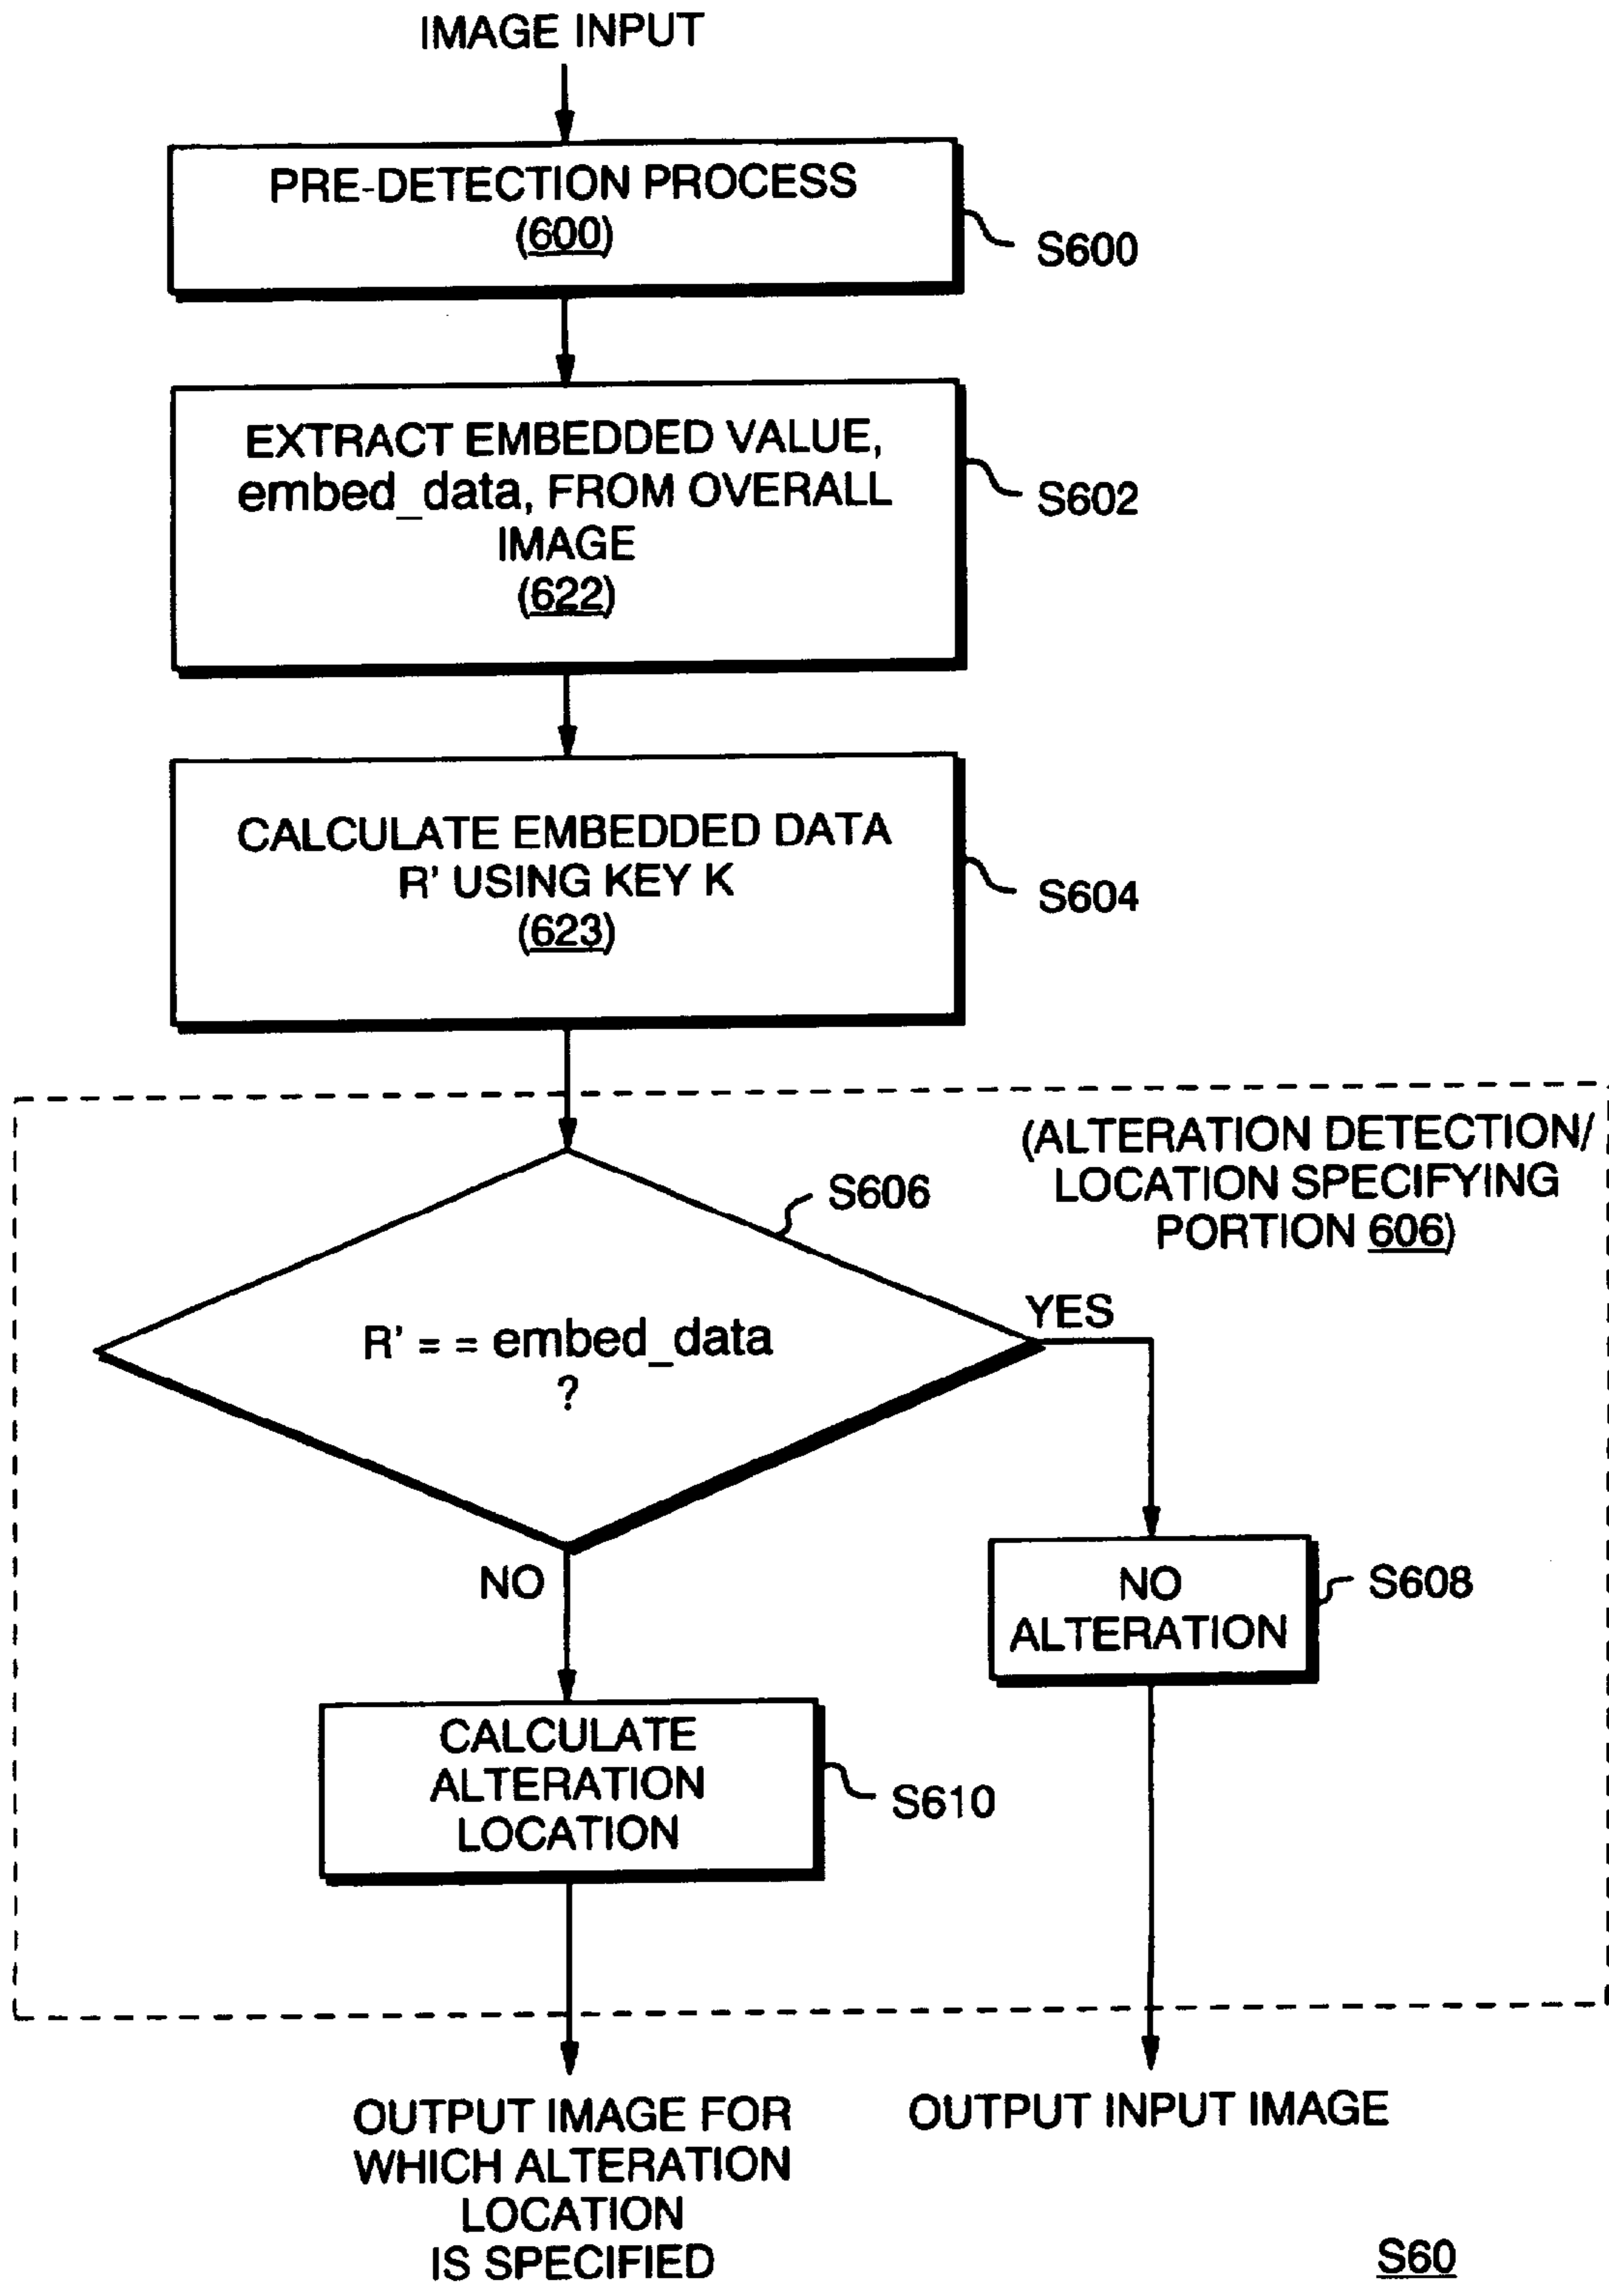 IMAGE INPUT
PRE-DETECTION PROCESS
(600)
S600
EXTRACT EMBEDDED VALUE,
embed_data, FROM OVERALL
IMAGE
(622)
S602
CALCULATE EMBEDDED DATA
R' USING KEY K
(623)
S604
(ALTERATION DETECTION/
LOCATION SPECIFYING
PORTION 606)
S606
R' = = embed_data
?
YES
NO
NO
ALTERATION
S608
CALCULATE
ALTERATION
LOCATION
S610
OUTPUT IMAGE FOR
WHICH ALTERATION
LOCATION
IS SPECIFIED
OUTPUT INPUT IMAGE
S60